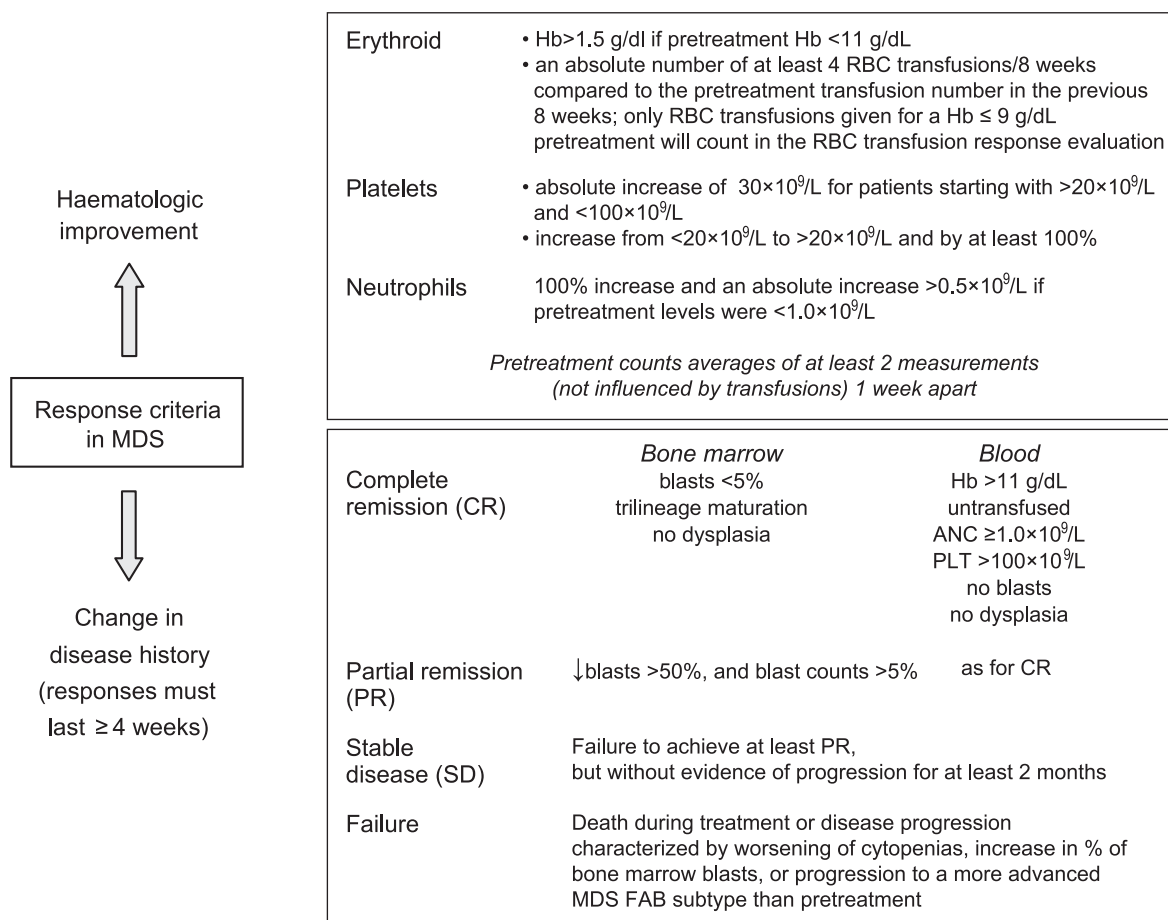 Erythroid
• Hb>1.5 g/dl if pretreatment Hb <11 g/dL
• an absolute number of at least 4 RBC transfusions/8 weeks
compared to the pretreatment transfusion number in the previous
8 weeks; only RBC transfusions given for a Hb ≤ 9 g/dL
pretreatment will count in the RBC transfusion response evaluation
Platelets
• absolute increase of 30×10⁹/L for patients starting with >20×10⁹/L
and <100×10⁹/L
• increase from <20×10⁹/L to >20×10⁹/L and by at least 100%
Neutrophils
100% increase and an absolute increase >0.5×10⁹/L if
pretreatment levels were <1.0×10⁹/L
Pretreatment counts averages of at least 2 measurements
(not influenced by transfusions) 1 week apart
Haematologic
improvement
Response criteria
in MDS
Change in
disease history
(responses must
last ≥ 4 weeks)
Bone marrow
Blood
Complete
remission (CR)
blasts <5%
trilineage maturation
no dysplasia
Hb >11 g/dL
untransfused
ANC ≥1.0×10⁹/L
PLT >100×10⁹/L
no blasts
no dysplasia
Partial remission
(PR)
↓blasts >50%, and blast counts >5%
as for CR
Stable
disease (SD)
Failure to achieve at least PR,
but without evidence of progression for at least 2 months
Failure
Death during treatment or disease progression
characterized by worsening of cytopenias, increase in % of
bone marrow blasts, or progression to a more advanced
MDS FAB subtype than pretreatment